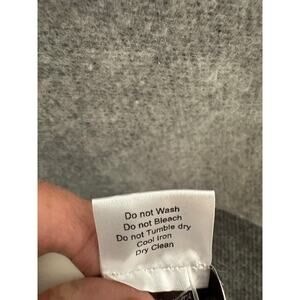 Do not Wash
Do not Bleach
Do not Tumble dry
Cool Iron
Dry Clean